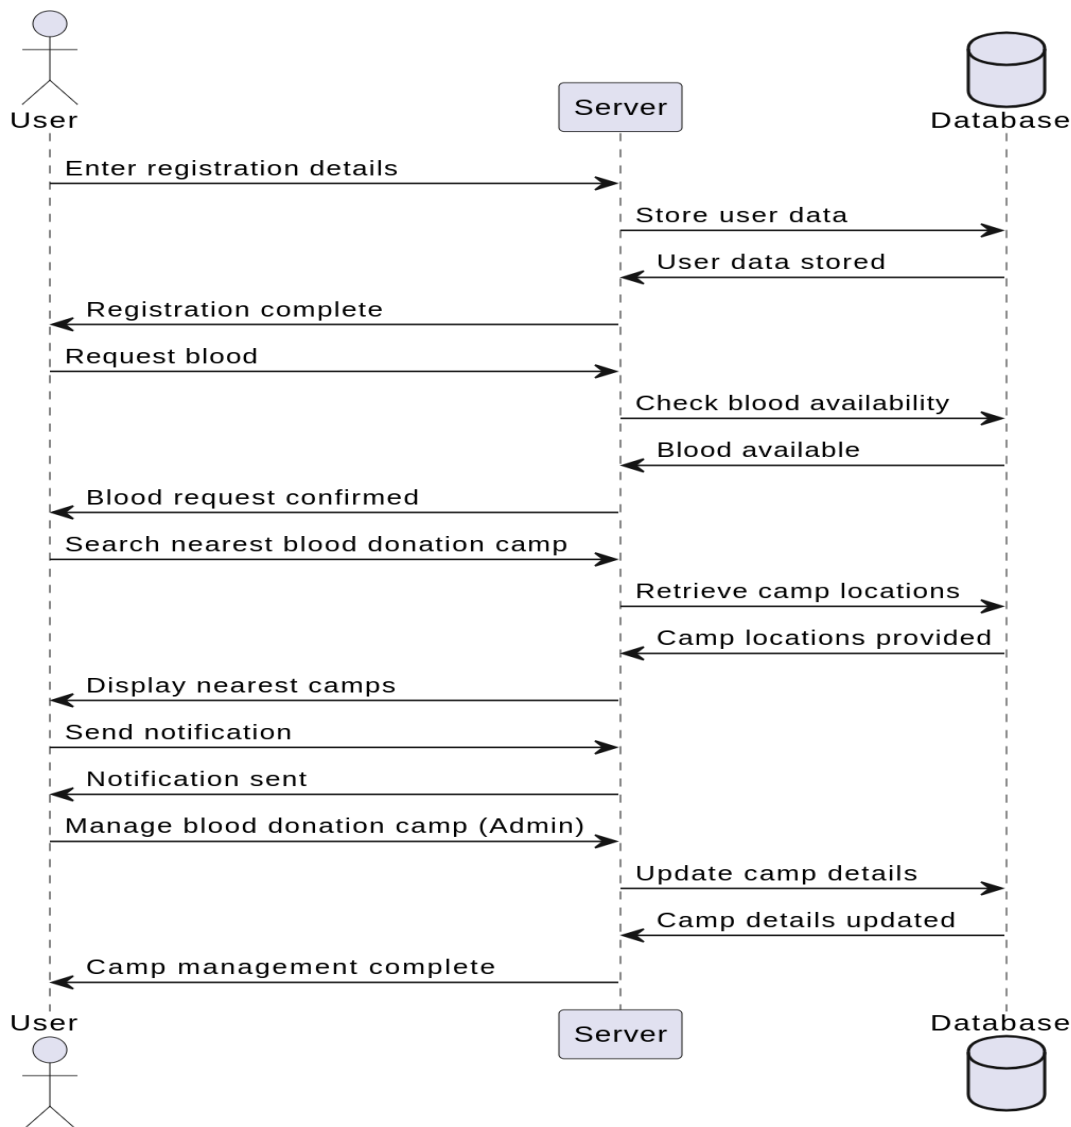 User
Server
Database
Enter registration details
Store user data
User data stored
Registration complete
Request blood
Check blood availability
Blood available
Blood request confirmed
Search nearest blood donation camp
Retrieve camp locations
Camp locations provided
Display nearest camps
Send notification
Notification sent
Manage blood donation camp (Admin)
Update camp details
Camp details updated
Camp management complete
User
Server
Database